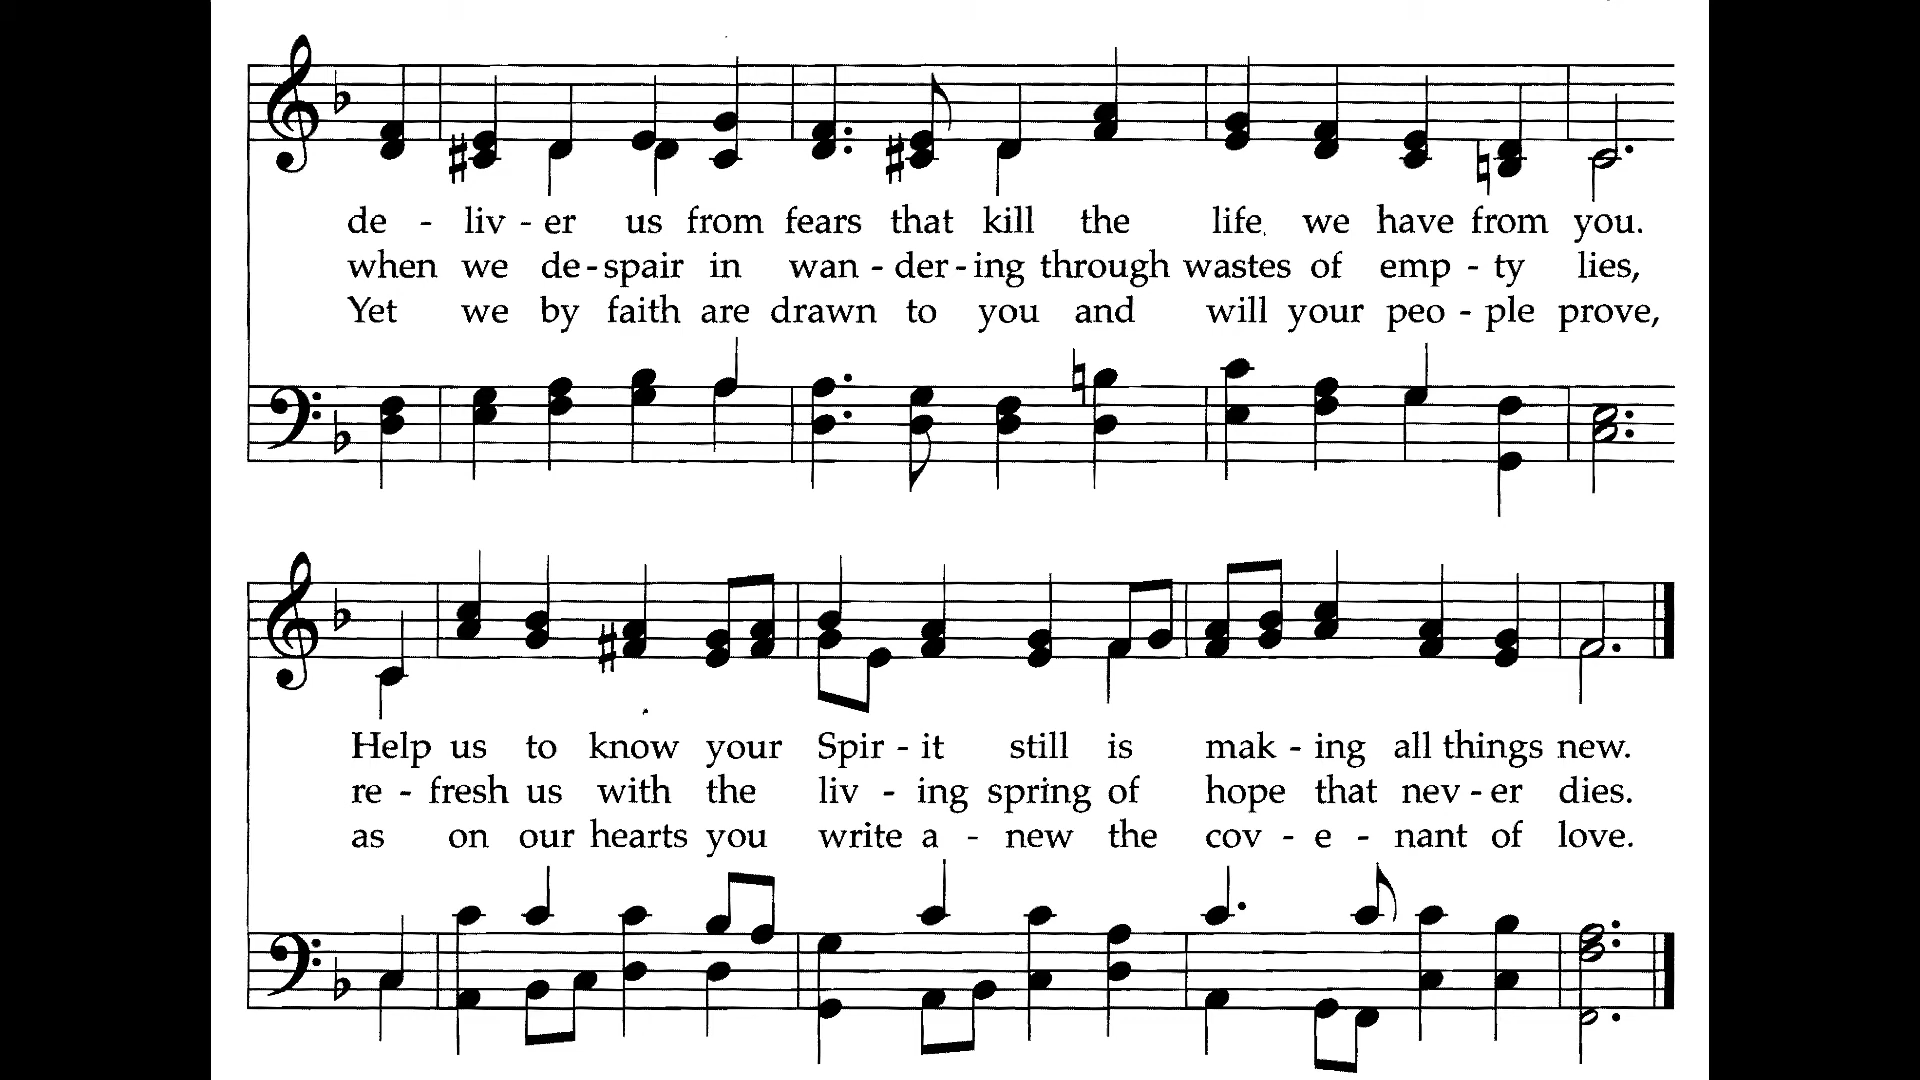 de - liv - er us from fears that kill the life we have from you.
when we de - spair in wan - der - ing through wastes of emp - ty lies,
Yet we by faith are drawn to you and will your peo - ple prove,
Help us to know your Spir - it still is mak - ing all things new.
re - fresh us with the liv - ing spring of hope that nev - er dies.
as on our hearts you write a - new the cov - e - nant of love.